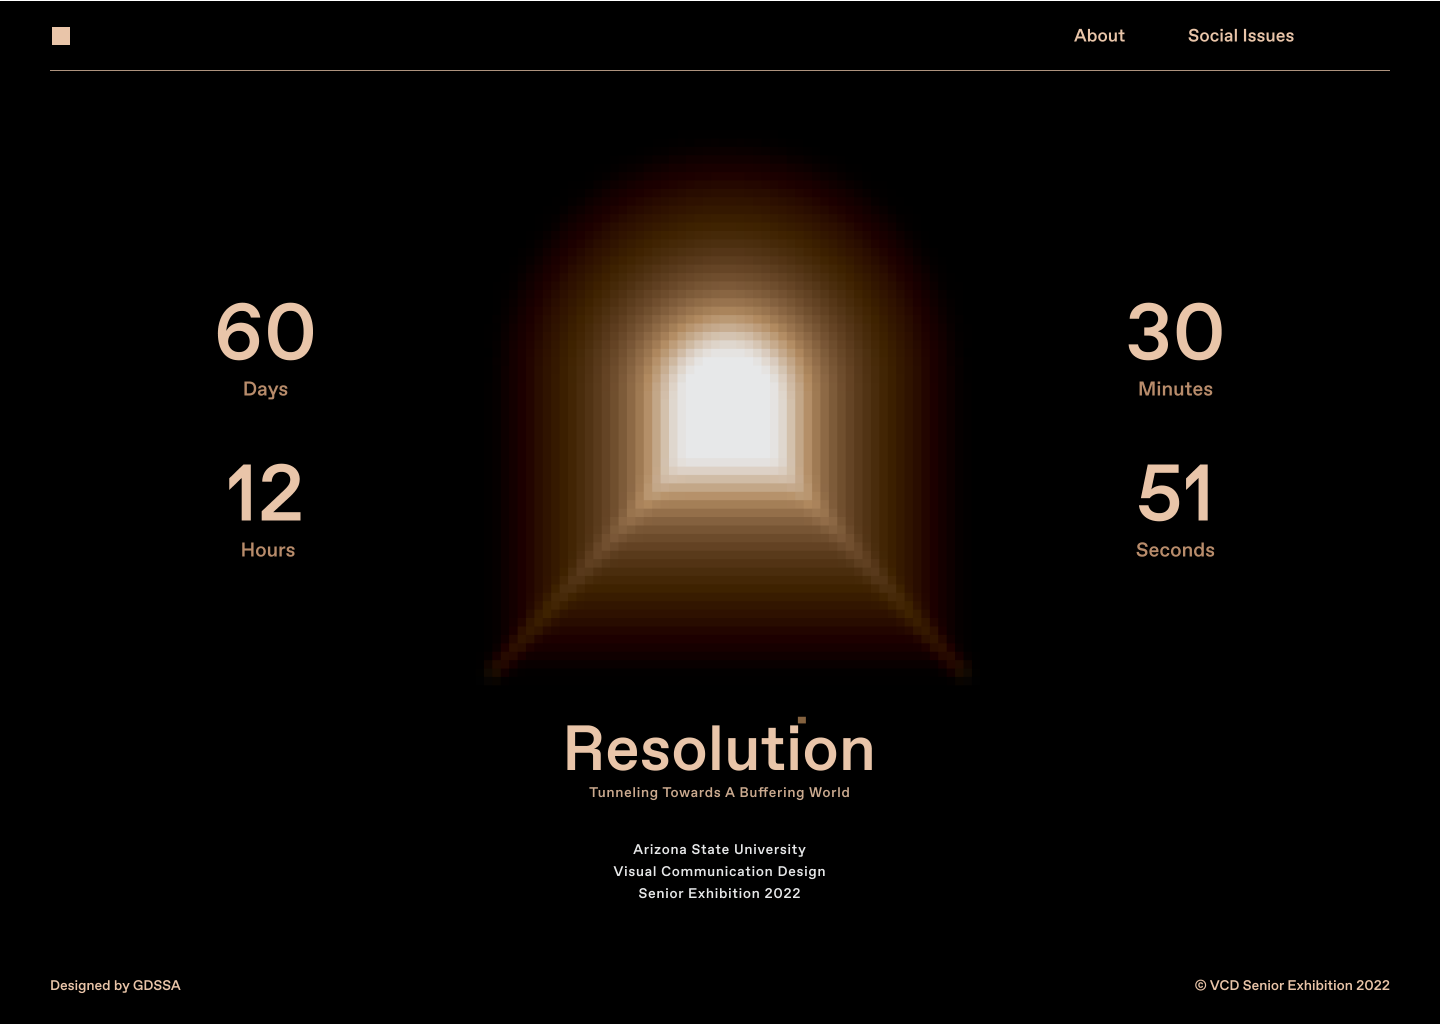 About
Social Issues
60
Days
12
Hours
30
Minutes
51
Seconds
Resolution
Tunneling Towards A Buffering World
Arizona State University
Visual Communication Design
Senior Exhibition 2022
Designed by GDSSA
© VCD Senior Exhibition 2022